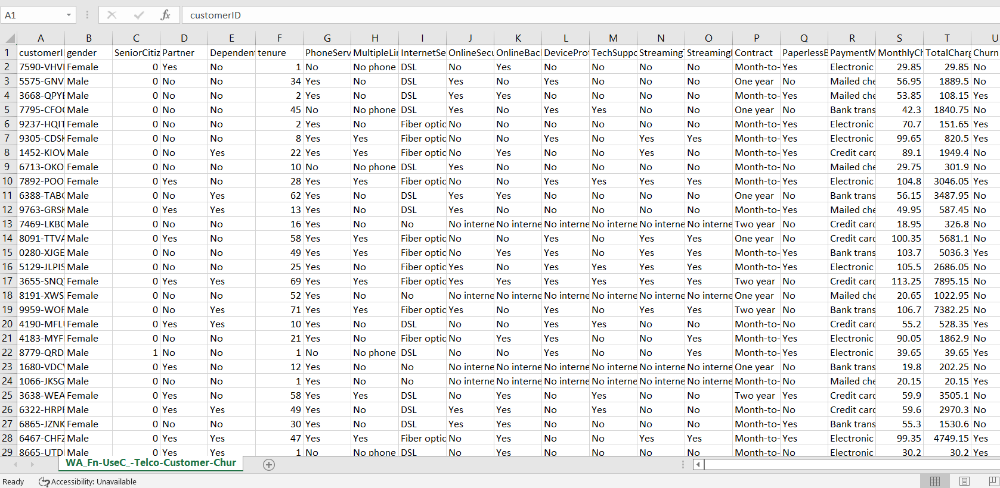 A1 fx customerID
A B C D E F G H I J K L M N O P Q R S T U
1 customerI gender SeniorCitiz Partner Dependent tenure PhoneServ MultipleLi InternetSe OnlineSecu OnlineBac DeviceProt TechSuppo Streaming Streaming Contract PaperlessB PaymentM MonthlyCh TotalCharg Churn
2 7590-VHV Female 0 Yes No 1 No No phone DSL No Yes No No No No Month-to- Yes Electronic 29.85 29.85 No
3 5575-GNV Male 0 No No 34 Yes No DSL Yes No Yes No No No One year No Mailed che 56.95 1889.5 No
4 3668-QPY Male 0 No No 2 Yes No DSL Yes Yes No No No No Month-to- Yes Mailed che 53.85 108.15 Yes
5 7795-CFO Male 0 No No 45 No No phone DSL Yes No Yes Yes No No One year No Bank trans 42.3 1840.75 No
6 9237-HQI Female 0 No No 2 Yes No Fiber optic No No No No No No Month-to- Yes Electronic 70.7 151.65 Yes
7 9305-CDS Female 0 No No 8 Yes Yes Fiber optic No No Yes No Yes Yes Month-to- Yes Electronic 99.65 820.5 Yes
8 1452-KIOV Male 0 No Yes 22 Yes Yes Fiber optic No Yes No No Yes No Month-to- Yes Credit card 89.1 1949.4 No
9 6713-OKO Female 0 No No 10 No No phone DSL Yes No No No No No Month-to- No Mailed che 29.75 301.9 No
10 7892-POO Female 0 Yes No 28 Yes Yes Fiber optic No No Yes Yes Yes Yes Month-to- Yes Electronic 104.8 3046.05 Yes
11 6388-TAB Male 0 No Yes 62 Yes No DSL Yes Yes No No No No One year No Bank trans 56.15 3487.95 No
12 9763-GRS Male 0 Yes Yes 13 Yes No DSL Yes No No No No No Month-to- Yes Mailed che 49.95 587.45 No
13 7469-LKB Male 0 No No 16 Yes No No No interne No interne No interne No interne No interne No interne Two year No Credit card 18.95 326.8 No
14 8091-TTV Male 0 Yes No 58 Yes Yes Fiber optic No No Yes No Yes Yes One year No Credit card 100.35 5681.1 No
15 0280-XJGE Male 0 No No 49 Yes Yes Fiber optic No Yes Yes No Yes Yes Month-to- Yes Bank trans 103.7 5036.3 Yes
16 5129-JLPIS Male 0 No No 25 Yes No Fiber optic Yes No Yes Yes Yes Yes Month-to- Yes Electronic 105.5 2686.05 No
17 3655-SNQ Female 0 Yes Yes 69 Yes Yes Fiber optic Yes Yes Yes Yes Yes Yes Two year No Credit card 113.25 7895.15 No
18 8191-XWS Female 0 No No 52 Yes No No No interne No interne No interne No interne No interne No interne One year No Mailed che 20.65 1022.95 No
19 9959-WOF Male 0 No Yes 71 Yes Yes Fiber optic Yes No Yes No Yes Yes Two year No Bank trans 106.7 7382.25 No
20 4190-MFL Female 0 Yes Yes 10 Yes No DSL No No Yes Yes No No Month-to- No Credit card 55.2 528.35 Yes
21 4183-MYF Female 0 No No 21 Yes No Fiber optic No Yes Yes No No Yes Month-to- Yes Electronic 90.05 1862.9 No
22 8779-QRD Male 1 No No 1 No No phone DSL No No Yes No No Yes Month-to- Yes Electronic 39.65 39.65 Yes
23 1680-VDC Male 0 Yes No 12 Yes No No No interne No interne No interne No interne No interne No interne One year No Bank trans 19.8 202.25 No
24 1066-JKSG Male 0 No No 1 Yes No No No interne No interne No interne No interne No interne No interne Month-to- No Mailed che 20.15 20.15 Yes
25 3638-WEA Female 0 Yes No 58 Yes Yes DSL No Yes No Yes No No Two year Yes Credit card 59.9 3505.1 No
26 6322-HRP Male 0 Yes Yes 49 Yes No DSL Yes Yes No Yes No No Month-to- No Credit card 59.6 2970.3 No
27 6865-JZNK Female 0 No No 30 Yes No DSL Yes Yes No No No No Month-to- Yes Bank trans 55.3 1530.6 No
28 6467-CHFZ Male 0 Yes Yes 47 Yes Yes Fiber optic No Yes No No Yes Yes Month-to- Yes Electronic 99.35 4749.15 Yes
29 8665-UTD Male 0 Yes Yes 1 No No phone DSL No Yes No No No No Month-to- No Electronic 30.2 30.2 Yes
WA_Fn-UseC_-Telco-Customer-Chur
Ready Accessibility: Unavailable